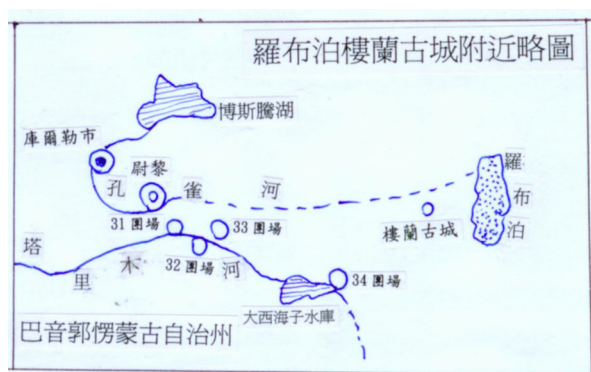 羅布泊樓蘭古城附近略圖
博斯騰湖
庫爾勒市
尉黎
孔雀河
羅布泊
31 團場
33 團場
樓蘭古城
塔里木河
32 團場
34 團場
大西海子水庫
巴音郭愣蒙古自治州